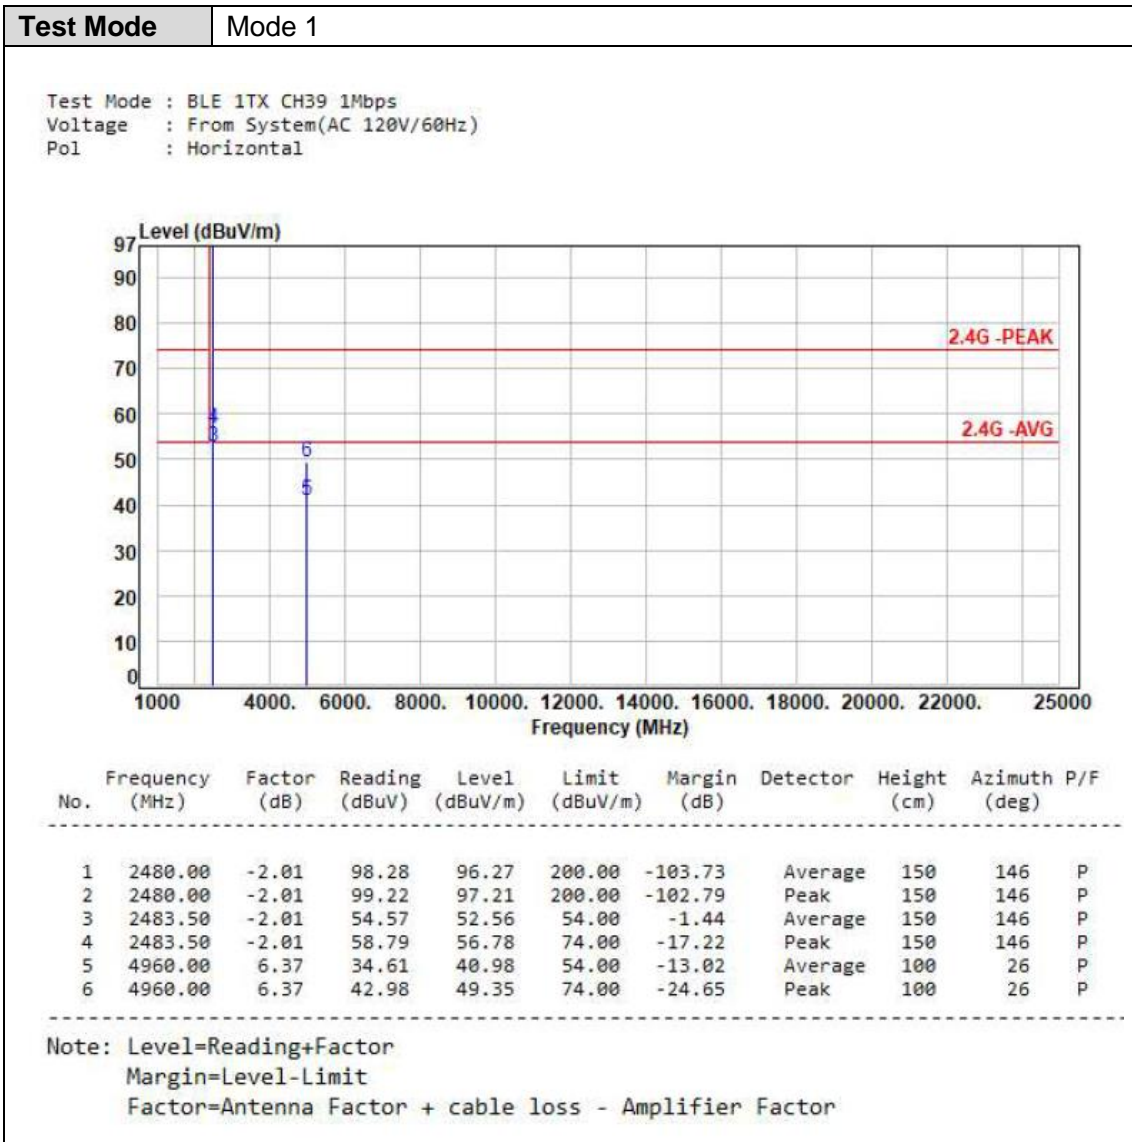 Test Mode Mode 1
Test Mode : BLE 1TX CH39 1Mbps
Voltage : From System(AC 120V/60Hz)
Pol : Horizontal
Level (dBuV/m)
97
90
80
2.4G -PEAK
70
60
4
3
2.4G -AVG
6
50
5
40
30
20
10
0
1000 4000. 6000. 8000. 10000. 12000. 14000. 16000. 18000. 20000. 22000. 25000
Frequency (MHz)
Frequency Factor Reading Level Limit Margin Detector Height Azimuth P/F
No. (MHz) (dB) (dBuV) (dBuV/m) (dBuV/m) (dB) (cm) (deg)
1 2480.00 -2.01 98.28 96.27 200.00 -103.73 Average 150 146 P
2 2480.00 -2.01 99.22 97.21 200.00 -102.79 Peak 150 146 P
3 2483.50 -2.01 54.57 52.56 54.00 -1.44 Average 150 146 P
4 2483.50 -2.01 58.79 56.78 74.00 -17.22 Peak 150 146 P
5 4960.00 6.37 34.61 40.98 54.00 -13.02 Average 100 26 P
6 4960.00 6.37 42.98 49.35 74.00 -24.65 Peak 100 26 P
Note: Level=Reading+Factor
Margin=Level-Limit
Factor=Antenna Factor + cable loss - Amplifier Factor